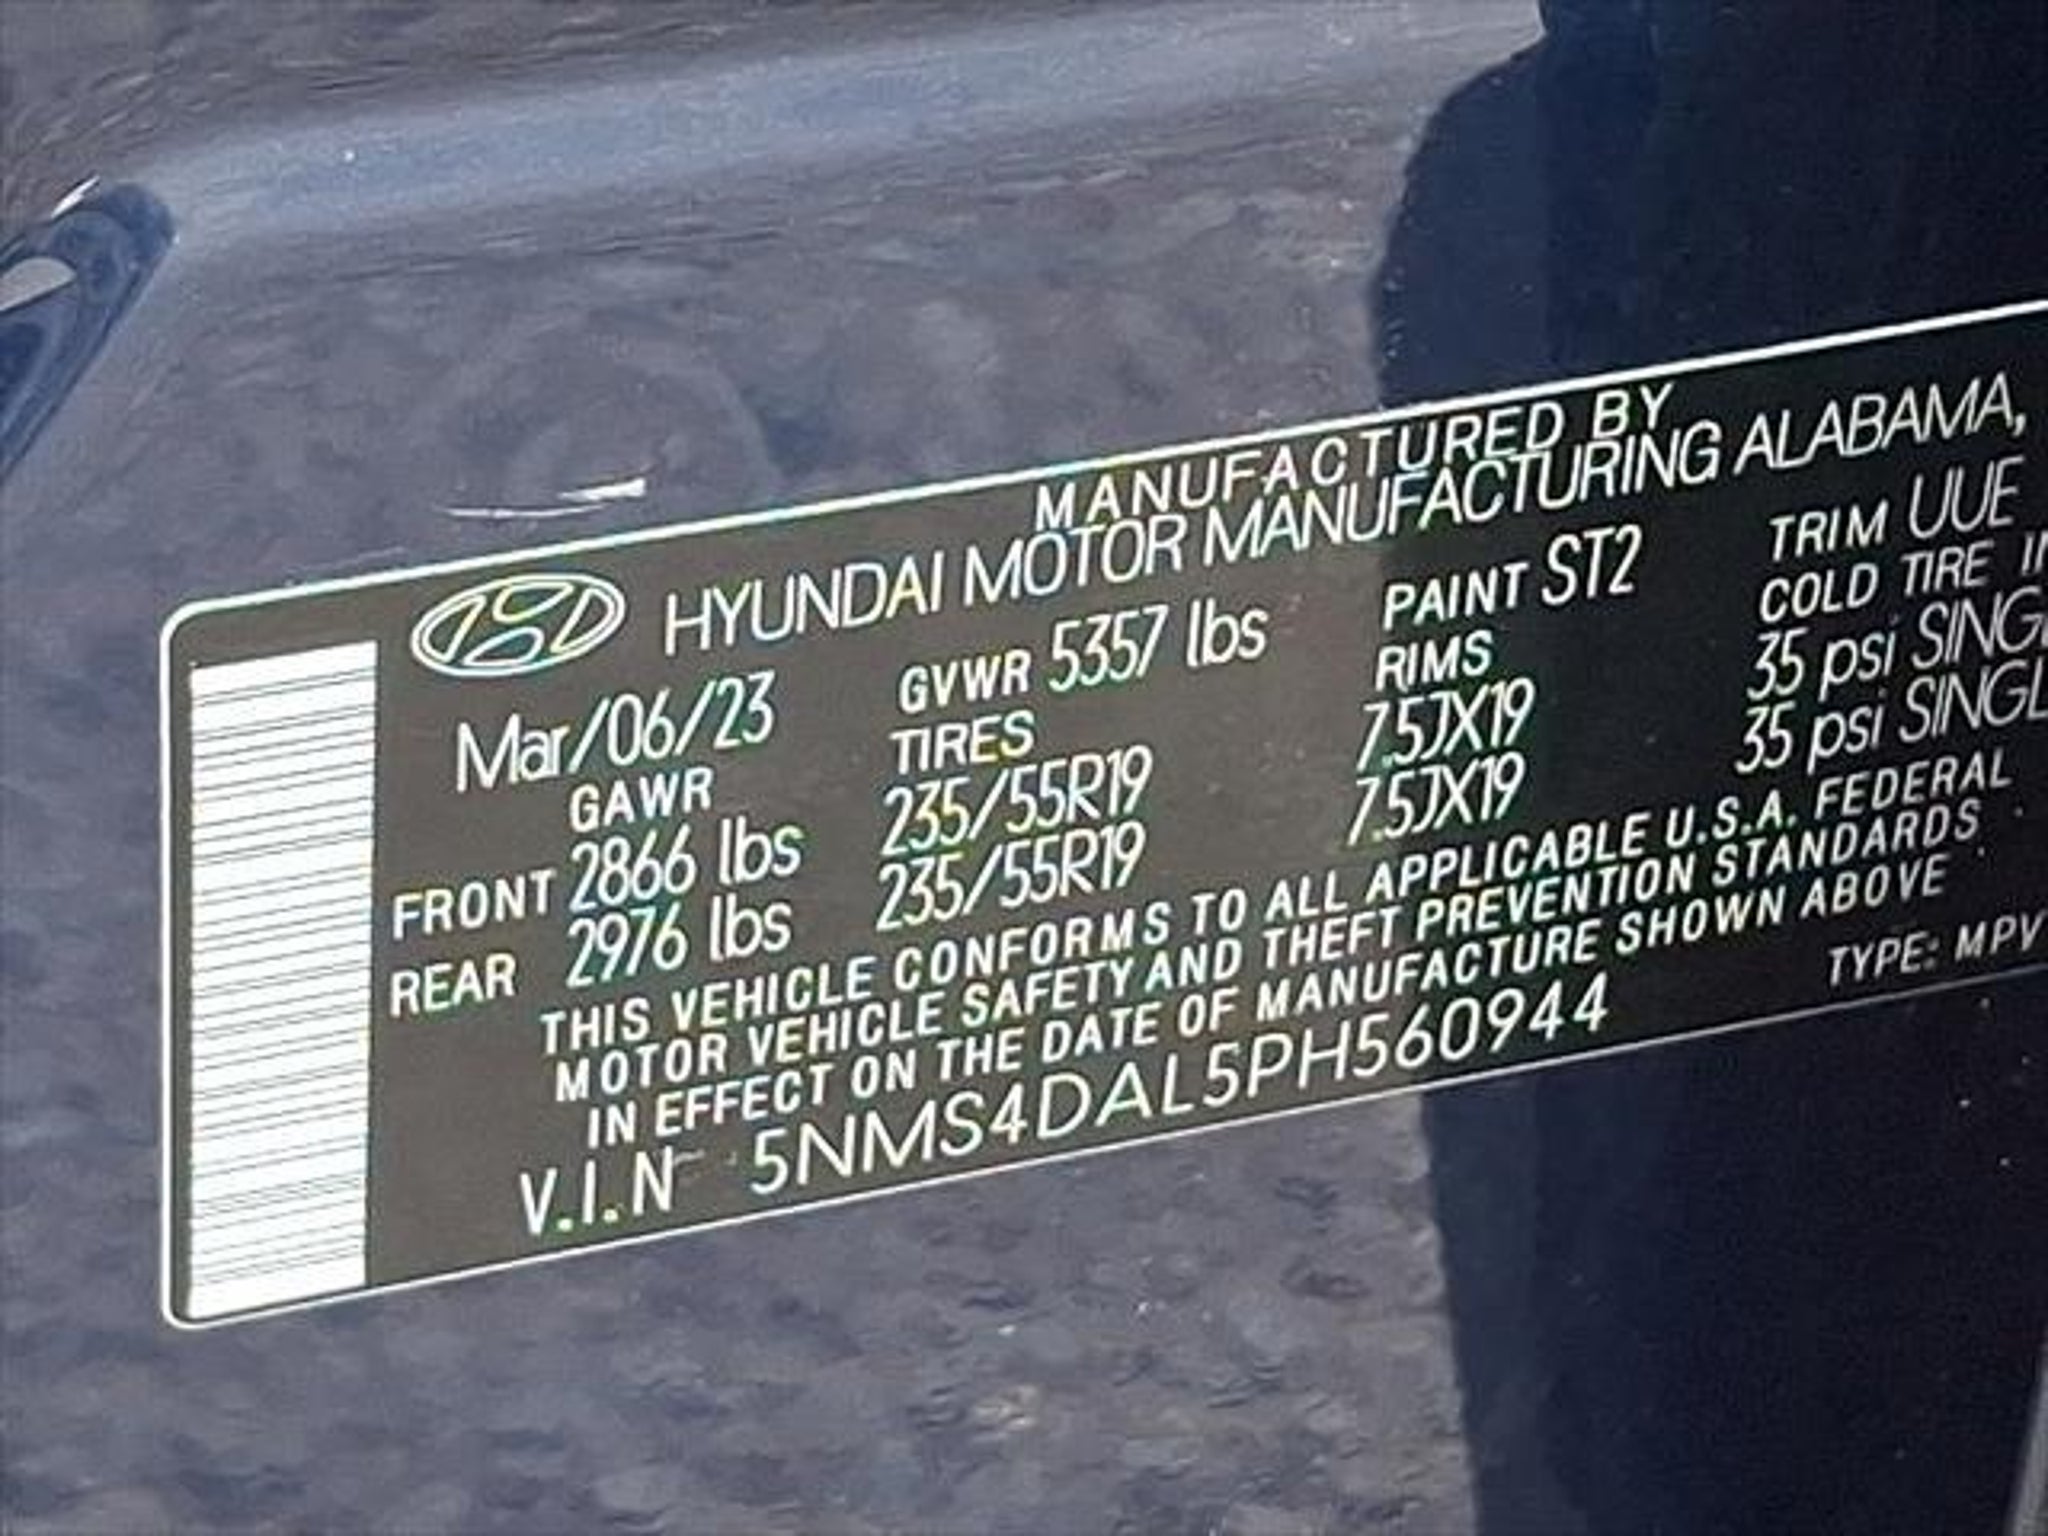 MANUFACTURED BY
HYUNDAI MOTOR MANUFACTURING ALABAMA,
Mar/06/23 GVWR 5357 lbs PAINT ST2 TRIM UUE
GAWR TIRES RIMS COLD TIRE
FRONT 2866 lbs 235/55R19 7.5JX19 35 psi
REAR 2976 lbs 235/55R19 7.5JX19 35 psi
THIS VEHICLE CONFORMS TO ALL APPLICABLE U.S.A. FEDERAL
MOTOR VEHICLE SAFETY AND THEFT PREVENTION STANDARDS
IN EFFECT ON THE DATE OF MANUFACTURE SHOWN ABOVE
V.I.N 5NMS4DAL5PH560944 TYPE: MPV